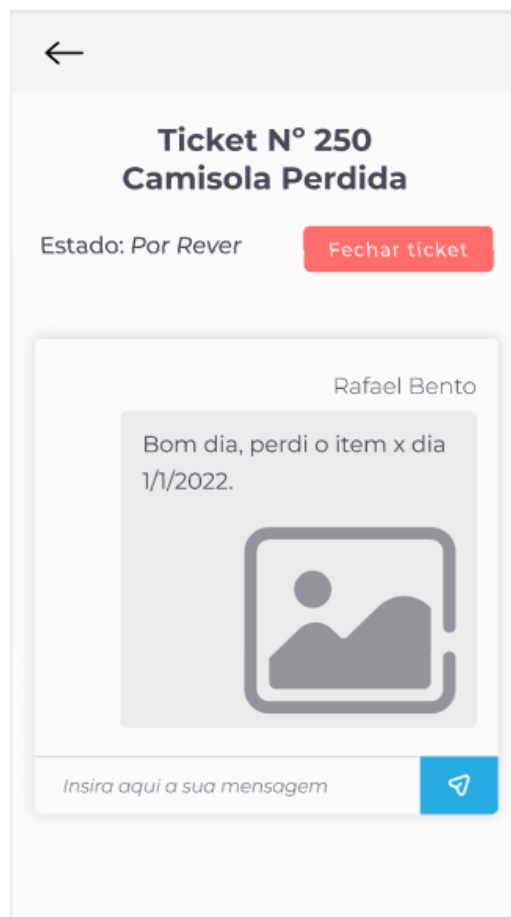 Ticket Nº 250
Camisola Perdida
Estado: Por Rever
Fechar ticket
Rafael Bento
Bom dia, perdi o item x dia
1/1/2022.
Insira aqui a sua mensagem